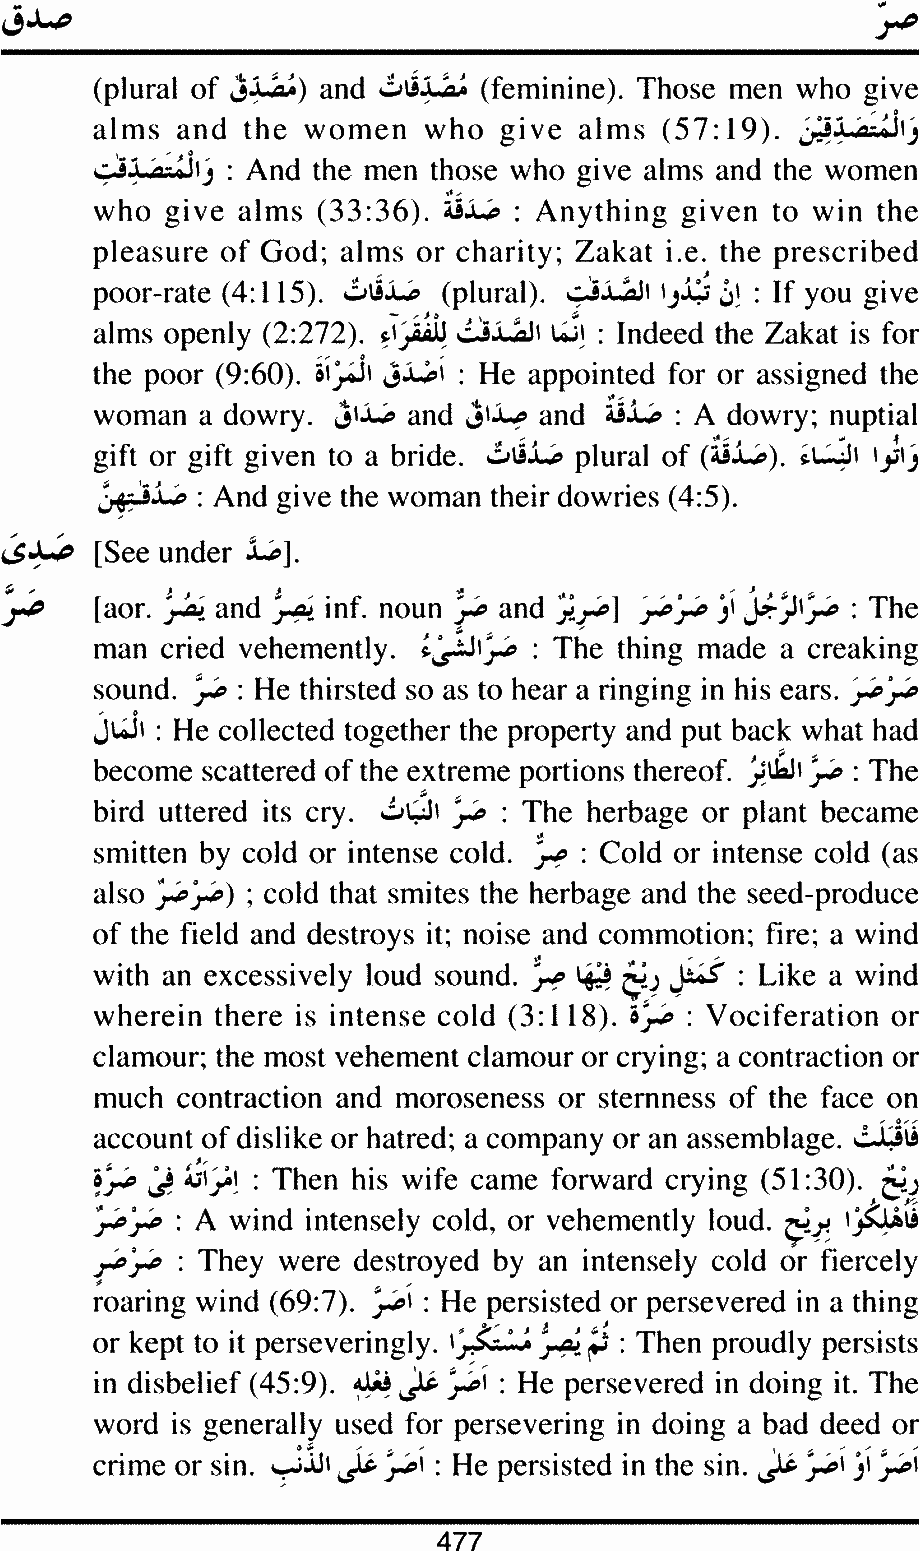 صدق صرّ
(plural of مُصَّدِّقٌ) and مُصَّدِّقَاتٌ (feminine). Those men who give
alms and the women who give alms (57:19). وَالْمُتَصَدِّقِيْنَ
وَالْمُتَصَدِّقٰتِ : And the men those who give alms and the women
who give alms (33:36). صَدَقَةٌ : Anything given to win the
pleasure of God; alms or charity; Zakat i.e. the prescribed
poor-rate (4:115). صَدَقَاتٌ (plural). إِنْ تُبْدُوا الصَّدَقٰتِ : If you give
alms openly (2:272). إِنَّمَا الصَّدَقٰتُ لِلْفُقَرَآءِ : Indeed the Zakat is for
the poor (9:60). اَصْدَقَ الْمَرْاَةَ : He appointed for or assigned the
woman a dowry. صَدَاقٌ and صِدَاقٌ and صَدُقَةٌ : A dowry; nuptial
gift or gift given to a bride. صَدُقَاتٌ plural of (صَدُقَةٌ). وَاٰتُوا النِّسَاءَ
صَدُقٰتِهِنَّ : And give the woman their dowries (4:5).
صَدِىَ [See under صَدَّ].
صَرَّ [aor. يَصُرُّ and يَصِرُّ inf. noun صَرٌّ and صَرِيْرٌ] صَرَّالرَّجُلُ اَوْ صَرْصَرَ : The
man cried vehemently. صَرَّالشَّىْءُ : The thing made a creaking
sound. صَرَّ : He thirsted so as to hear a ringing in his ears. صَرْصَرَ
الْمَالَ : He collected together the property and put back what had
become scattered of the extreme portions thereof. صَرَّ الطَّائِرُ : The
bird uttered its cry. صَرَّ النَّبَاتُ : The herbage or plant became
smitten by cold or intense cold. صِرٌّ : Cold or intense cold (as
also صَرْصَرٌ) ; cold that smites the herbage and the seed-produce
of the field and destroys it; noise and commotion; fire; a wind
with an excessively loud sound. كَمَثَلِ رِيْحٍ فِيْهَا صِرٌّ : Like a wind
wherein there is intense cold (3:118). صَرَّةٌ : Vociferation or
clamour; the most vehement clamour or crying; a contraction or
much contraction and moroseness or sternness of the face on
account of dislike or hatred; a company or an assemblage. فَاَقْبَلَتْ
اِمْرَاَتُهٗ فِىْ صَرَّةٍ : Then his wife came forward crying (51:30). رِيْحٌ
صَرْصَرٌ : A wind intensely cold, or vehemently loud. فَاُهْلِكُوْا بِرِيْحٍ
صَرْصَرٍ : They were destroyed by an intensely cold or fiercely
roaring wind (69:7). اَصَرَّ : He persisted or persevered in a thing
or kept to it perseveringly. ثُمَّ يُصِرُّ مُسْتَكْبِرًا : Then proudly persists
in disbelief (45:9). اَصَرَّ عَلٰى فِعْلِهِ : He persevered in doing it. The
word is generally used for persevering in doing a bad deed or
crime or sin. اَصَرَّ عَلَى الذَّنْبِ : He persisted in the sin. اَصَرَّ اَوْ اَصَرَّ عَلٰى
477